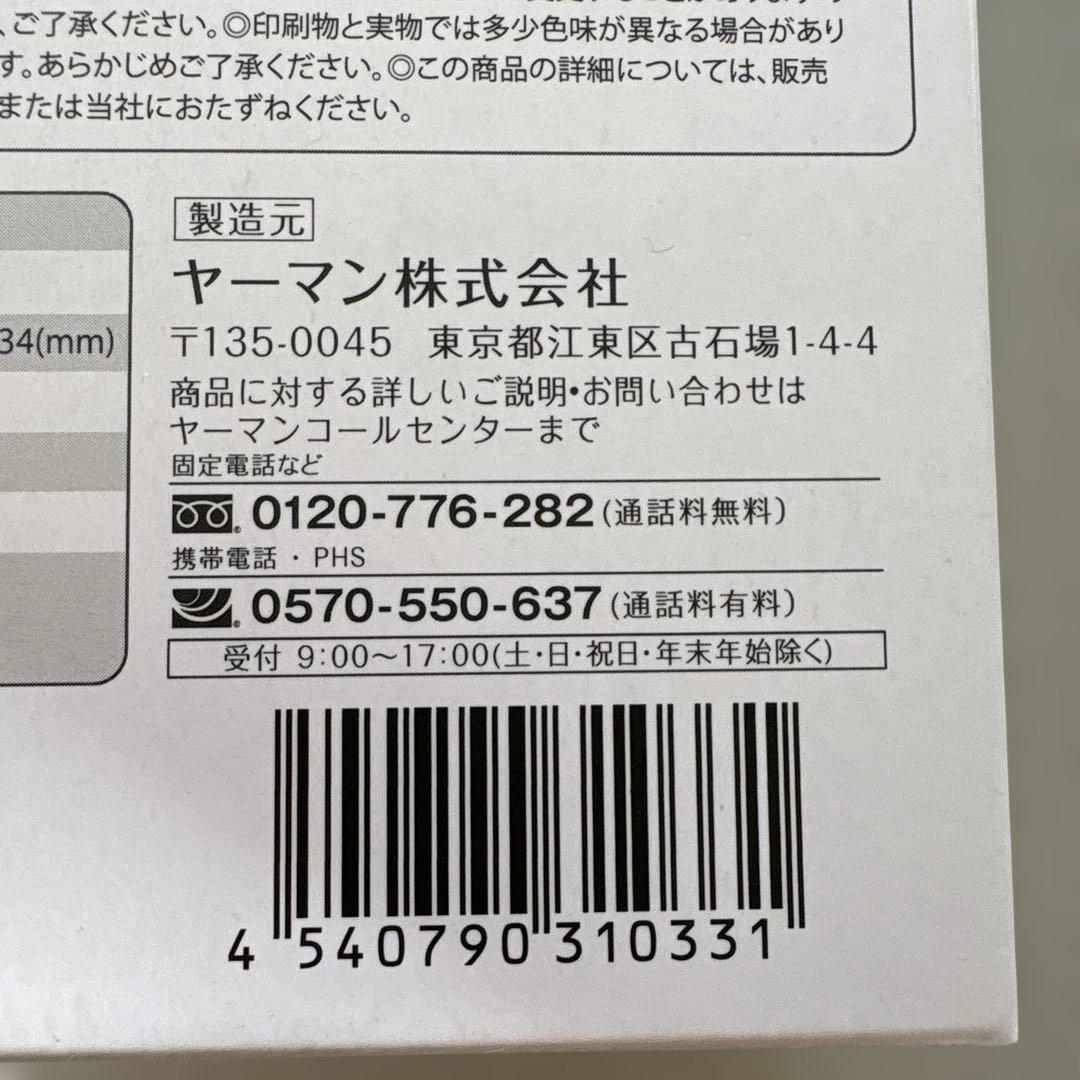 、ご了承ください。◎印刷物と実物では多少色味が異なる場合があり
す。あらかじめご了承ください。◎この商品の詳細については、販売
または当社におたずねください。
34(mm)
製造元
ヤーマン株式会社
〒135-0045 東京都江東区古石場1-4-4
商品に対する詳しいご説明•お問い合わせは
ヤーマンコールセンターまで
固定電話など
0120-776-282(通話料無料)
携帯電話・PHS
0570-550-637(通話料有料)
受付 9:00〜17:00(土・日・祝日・年末年始除く)
4 540790 310331